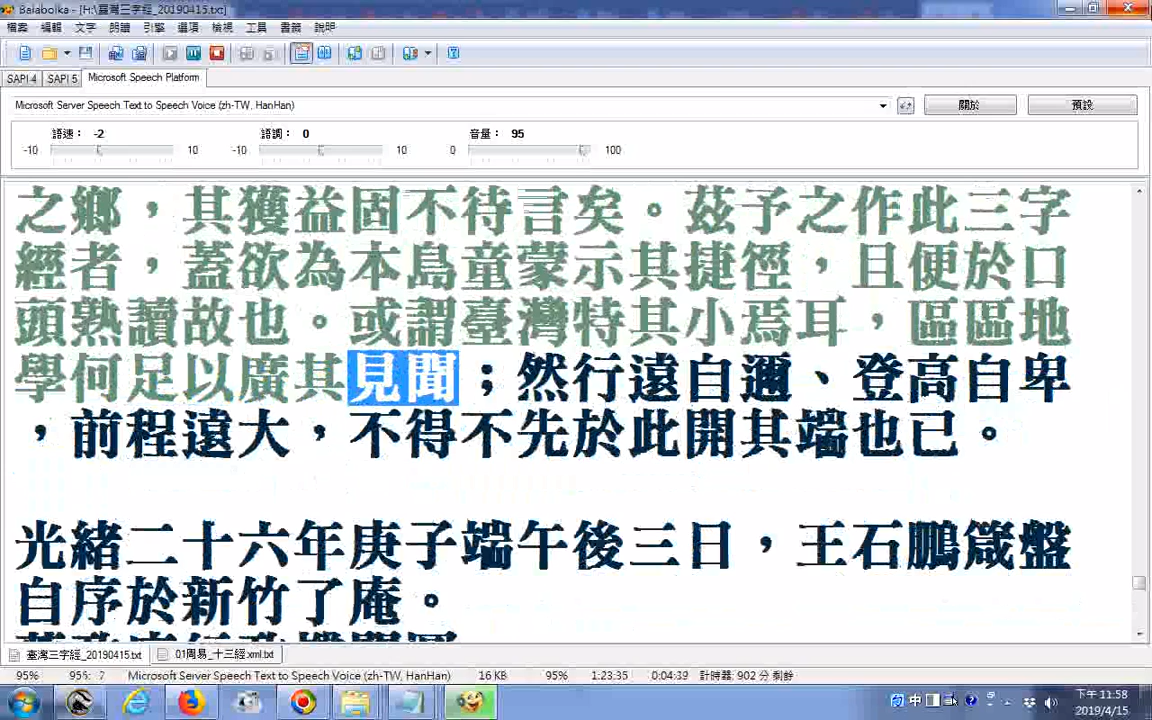 Balabolka - [H:\臺灣三字經_20190415.txt]
檔案 編輯 文字 朗讀 引擎 選項 檢視 工具 書籤 說明
SAPI 4 SAPI 5 Microsoft Speech Platform
Microsoft Server Speech Text to Speech Voice (zh-TW, HanHan) 關於 預設
語速： -2 語調： 0 音量： 95
-10 10 -10 10 0 100
之鄉，其獲益固不待言矣。茲予之作此三字
經者，蓋欲為本島童蒙示其捷徑，且便於口
頭熟讀故也。或謂臺灣特其小焉耳，區區地
學何足以廣其見聞；然行遠自邇、登高自卑
，前程遠大，不得不先於此開其端也已。
光緒二十六年庚子端午後三日，王石鵬箴盤
自序於新竹了庵。
臺灣三字經_20190415.txt 01周易_十三經.xml.txt
95% 955: 7 Microsoft Server Speech Text to Speech Voice (zh-TW, HanHan) 16 KB 95% 1:23:35 0:04:39 計時器: 902 分 剩餘
中 下午 11:58
2019/4/15